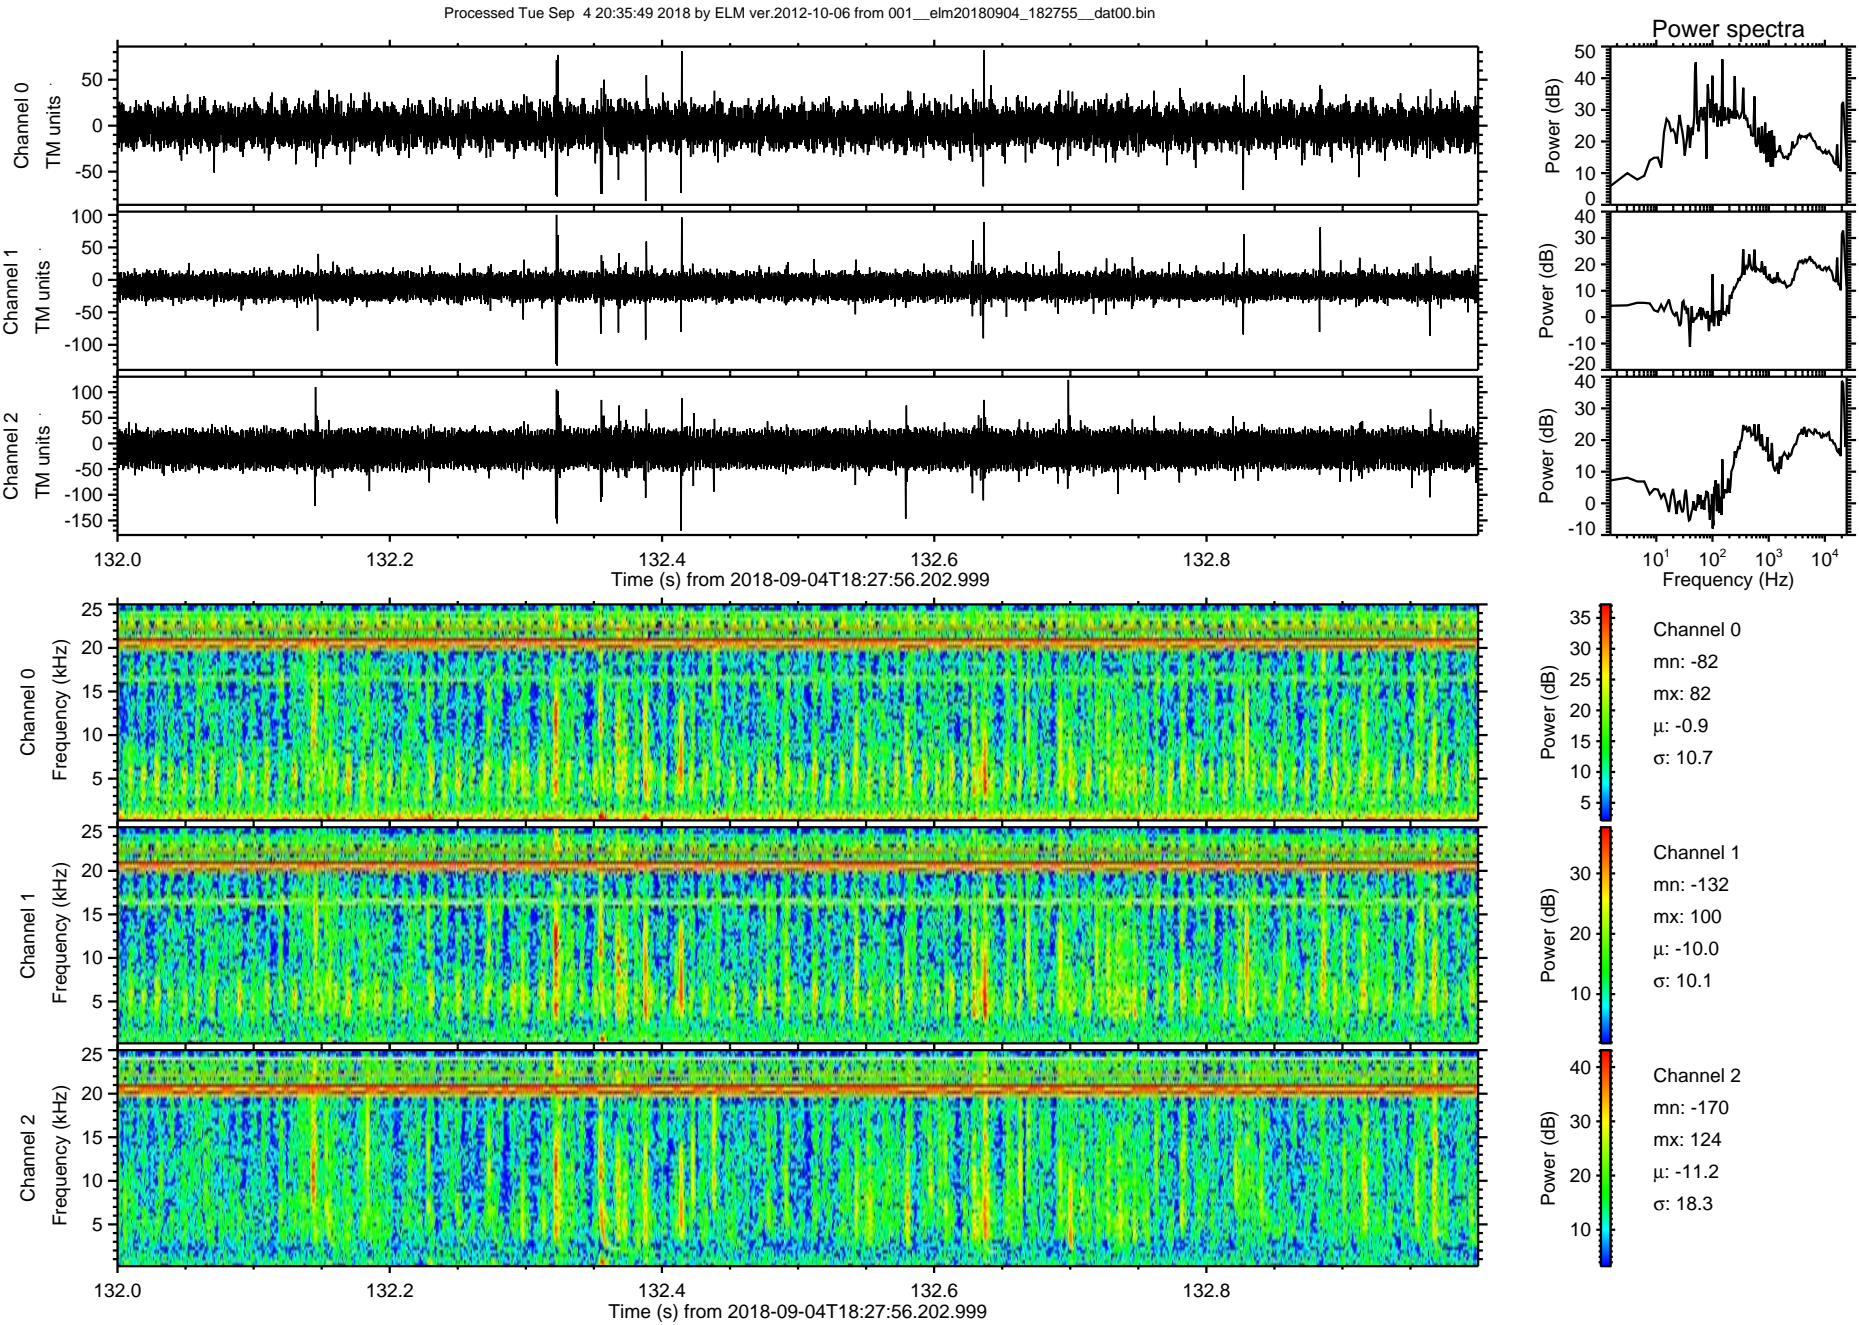 Processed Tue Sep 4 20:35:49 2018 by ELM ver.2012-10-06 from 001__elm20180904_182755__dat00.bin
Power spectra
Channel 0
TM units
50
0
-50
Power (dB)
50
40
30
20
10
0
Channel 1
TM units
100
50
0
-50
-100
Power (dB)
40
30
20
10
0
-10
-20
Channel 2
TM units
100
50
0
-50
-100
-150
Power (dB)
40
30
20
10
0
-10
132.0 132.2 132.4 132.6 132.8
Time (s) from 2018-09-04T18:27:56.202.999
10¹ 10² 10³ 10⁴
Frequency (Hz)
Channel 0
Frequency (kHz)
25
20
15
10
5
Power (dB)
35
30
25
20
15
10
5
Channel 0
mn: -82
mx: 82
μ: -0.9
σ: 10.7
Channel 1
Frequency (kHz)
25
20
15
10
5
Power (dB)
30
20
10
Channel 1
mn: -132
mx: 100
μ: -10.0
σ: 10.1
Channel 2
Frequency (kHz)
25
20
15
10
5
Power (dB)
40
30
20
10
Channel 2
mn: -170
mx: 124
μ: -11.2
σ: 18.3
132.0 132.2 132.4 132.6 132.8
Time (s) from 2018-09-04T18:27:56.202.999